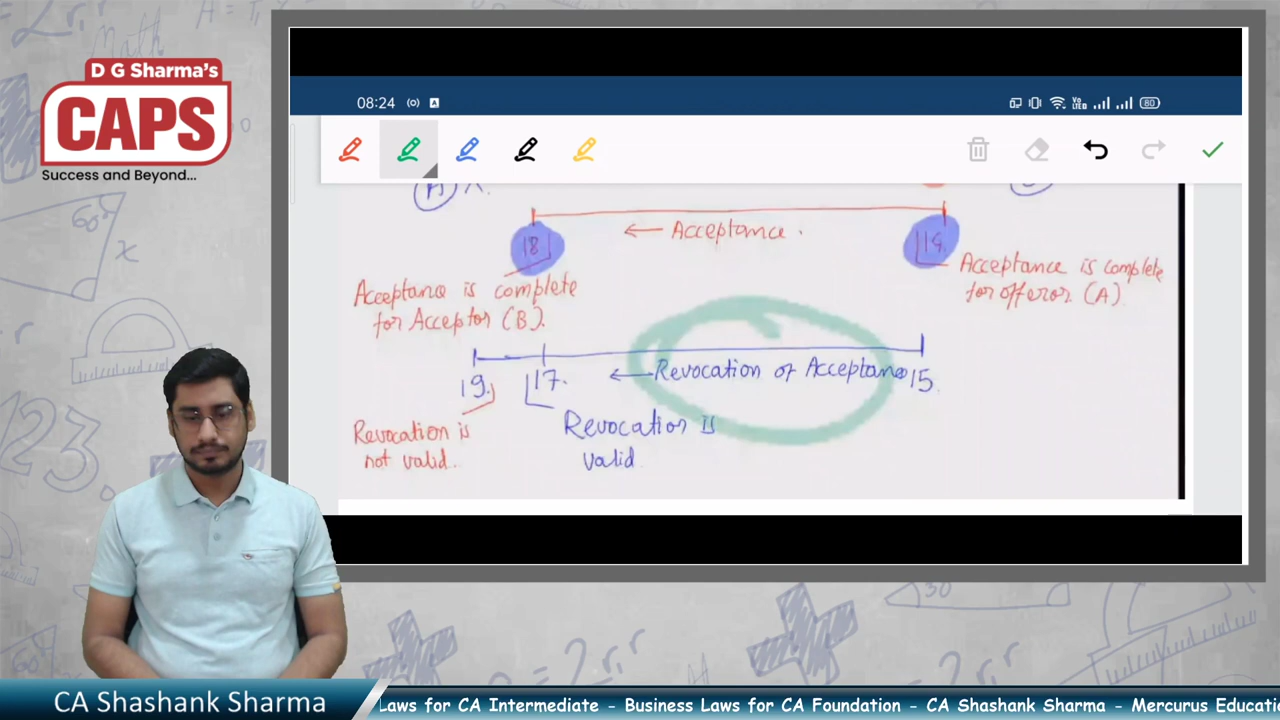 D G Sharma's
CAPS
Success and Beyond...
08:24
80
Acceptance.
18
14
Acceptance is complete
for Acceptor (B).
Acceptance is complete
for offeror (A)
19.
17.
Revocation of Acceptance
15.
Revocation is
not valid.
Revocation is
valid
CA Shashank Sharma
Laws for CA Intermediate - Business Laws for CA Foundation - CA Shashank Sharma - Mercurus Educati